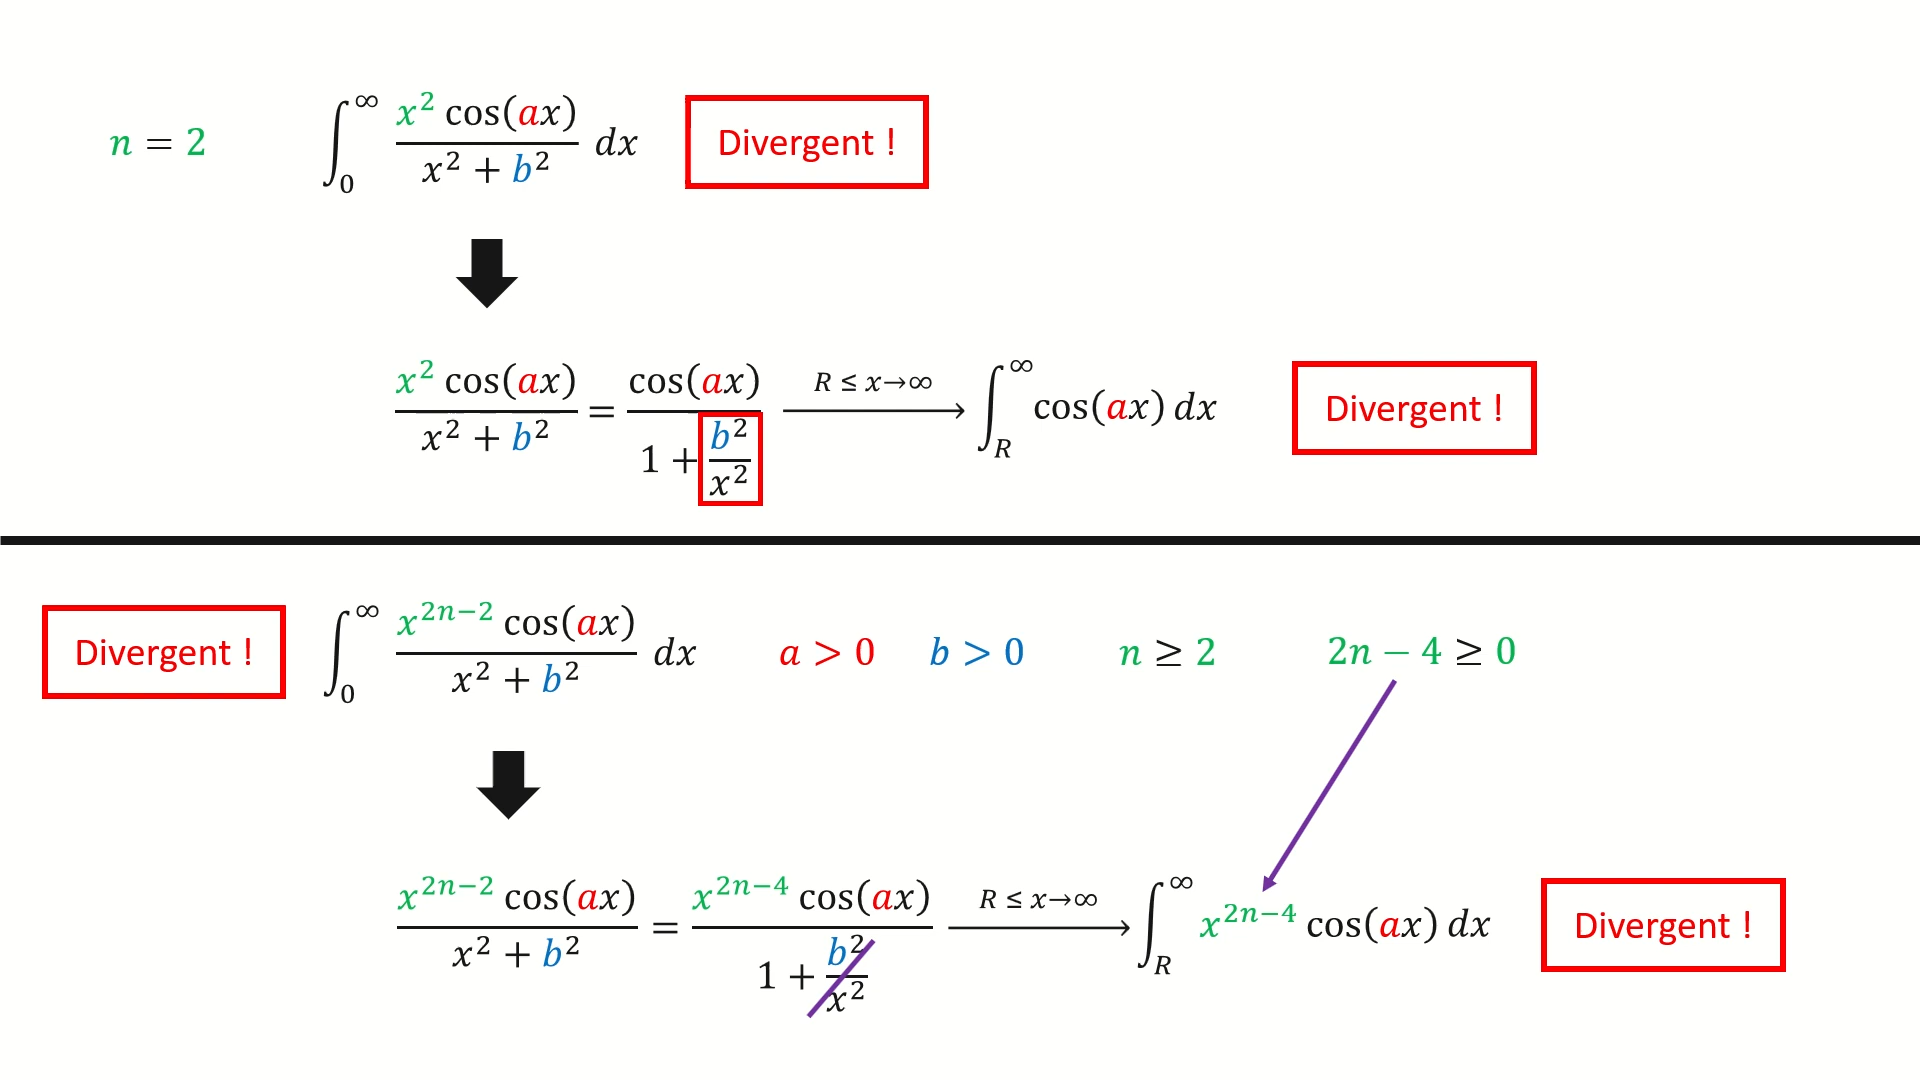 n = 2 ∫₀^∞ x² cos(ax) / (x² + b²) dx Divergent !
x² cos(ax) / (x² + b²) = cos(ax) / (1 + b²/x²) R ≤ x→∞ ∫_R^∞ cos(ax) dx Divergent !
Divergent ! ∫₀^∞ x^{2n−2} cos(ax) / (x² + b²) dx a > 0 b > 0 n ≥ 2 2n − 4 ≥ 0
x^{2n−2} cos(ax) / (x² + b²) = x^{2n−4} cos(ax) / (1 + b²/x²) R ≤ x→∞ ∫_R^∞ x^{2n−4} cos(ax) dx Divergent !